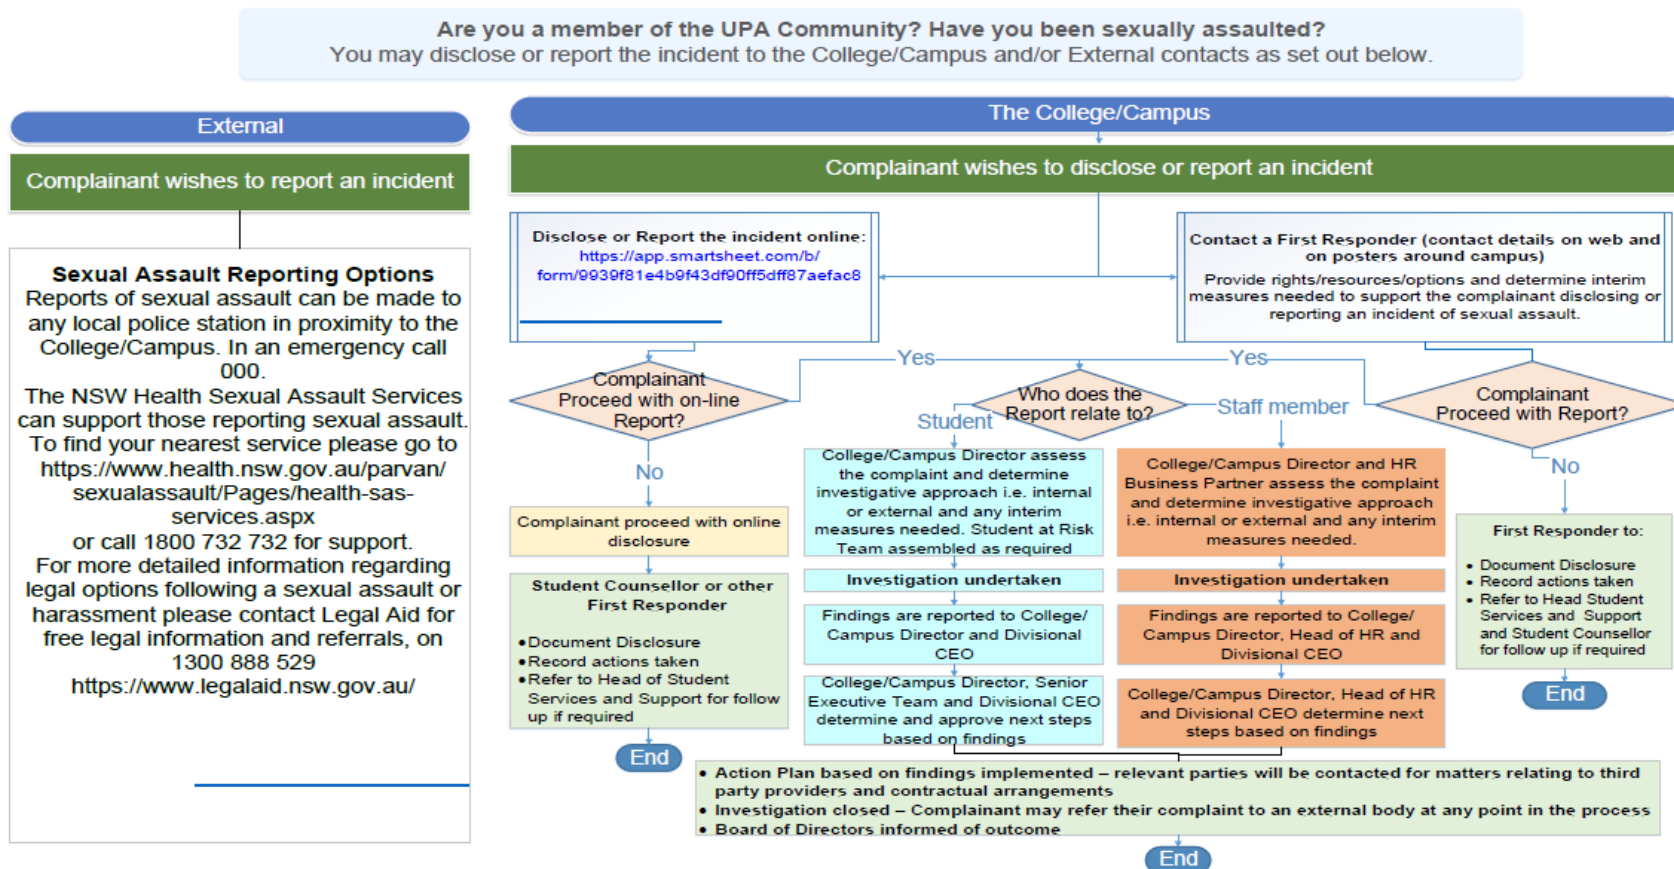 Are you a member of the UPA Community? Have you been sexually assaulted?
You may disclose or report the incident to the College/Campus and/or External contacts as set out below.
External
Complainant wishes to report an incident
Sexual Assault Reporting Options
Reports of sexual assault can be made to
any local police station in proximity to the
College/Campus. In an emergency call
000.
The NSW Health Sexual Assault Services
can support those reporting sexual assault.
To find your nearest service please go to
https://www.health.nsw.gov.au/parvan/
sexualassault/Pages/health-sas-
services.aspx
or call 1800 732 732 for support.
For more detailed information regarding
legal options following a sexual assault or
harassment please contact Legal Aid for
free legal information and referrals, on
1300 888 529
https://www.legalaid.nsw.gov.au/
The College/Campus
Complainant wishes to disclose or report an incident
Disclose or Report the incident online:
https://app.smartsheet.com/b/
form/9939f81e4b9f43df90ff5dff87aefac8
Contact a First Responder (contact details on web and
on posters around campus)
Provide rights/resources/options and determine interim
measures needed to support the complainant disclosing or
reporting an incident of sexual assault.
Complainant
Proceed with on-line
Report?
Yes
Who does the
Report relate to?
Yes
Complainant
Proceed with Report?
Student
Staff member
No
No
Complainant proceed with online
disclosure
Student Counsellor or other
First Responder
•Document Disclosure
•Record actions taken
•Refer to Head of Student
Services and Support for follow
up if required
End
College/Campus Director assess
the complaint and determine
investigative approach i.e. internal
or external and any interim
measures needed. Student at Risk
Team assembled as required
Investigation undertaken
Findings are reported to College/
Campus Director and Divisional
CEO
College/Campus Director, Senior
Executive Team and Divisional CEO
determine and approve next steps
based on findings
College/Campus Director and HR
Business Partner assess the complaint
and determine investigative approach
i.e. internal or external and any interim
measures needed.
Investigation undertaken
Findings are reported to College/
Campus Director, Head of HR and
Divisional CEO
College/Campus Director, Head of HR
and Divisional CEO determine next
steps based on findings
First Responder to:
• Document Disclosure
• Record actions taken
• Refer to Head Student
Services and Support
and Student Counsellor
for follow up if required
End
• Action Plan based on findings implemented – relevant parties will be contacted for matters relating to third
party providers and contractual arrangements
• Investigation closed – Complainant may refer their complaint to an external body at any point in the process
• Board of Directors informed of outcome
End